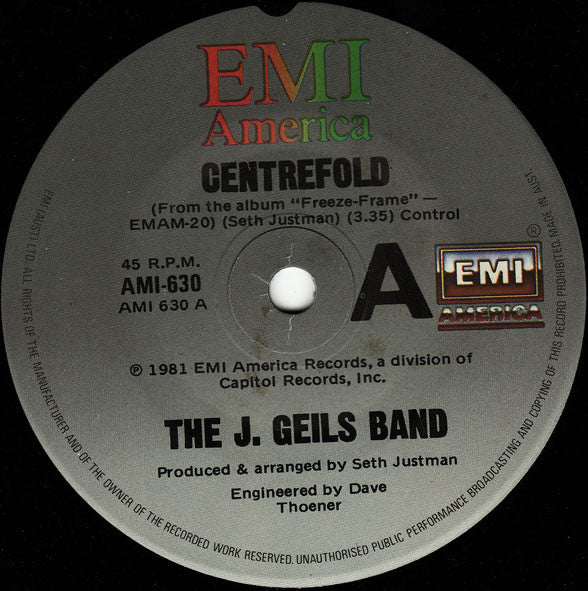 EMI
America
CENTREFOLD
(From the album "Freeze-Frame" —
EMAM-20) (Seth Justman) (3.35) Control
45 R.P.M.
AMI-630
AMI 630 A
A
®
EMI
AMERICA
℗ 1981 EMI America Records, a division of
Capitol Records, Inc.
THE J. GEILS BAND
Produced & arranged by Seth Justman
Engineered by Dave
Thoener
EMI (AUST.) LTD. ALL RIGHTS OF THE MANUFACTURER AND OF THE OWNER OF THE RECORDED WORK RESERVED. UNAUTHORISED PUBLIC PERFORMANCE BROADCASTING AND COPYING OF THIS RECORD PROHIBITED. MADE IN AUST.